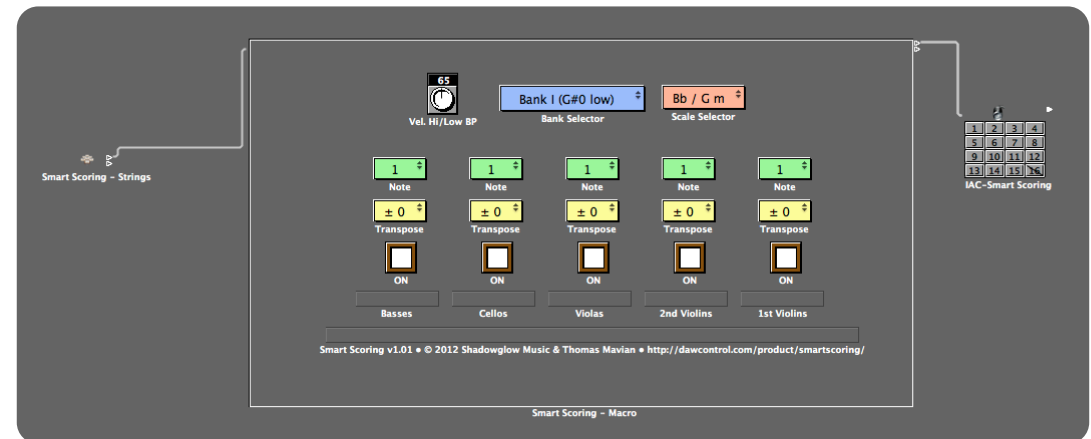 65
Vel. Hi/Low BP
Bank I (G#0 low)
Bank Selector
Bb / G m
Scale Selector
Smart Scoring – Strings
1 2 3 4
5 6 7 8
9 10 11 12
13 14 15 16
IAC-Smart Scoring
1 1 1 1 1
Note Note Note Note Note
± 0 ± 0 ± 0 ± 0 ± 0
Transpose Transpose Transpose Transpose Transpose
ON ON ON ON ON
Basses Cellos Violas 2nd Violins 1st Violins
Smart Scoring v1.01 • © 2012 Shadowglow Music & Thomas Mavian • http://dawcontrol.com/product/smartscoring/
Smart Scoring – Macro